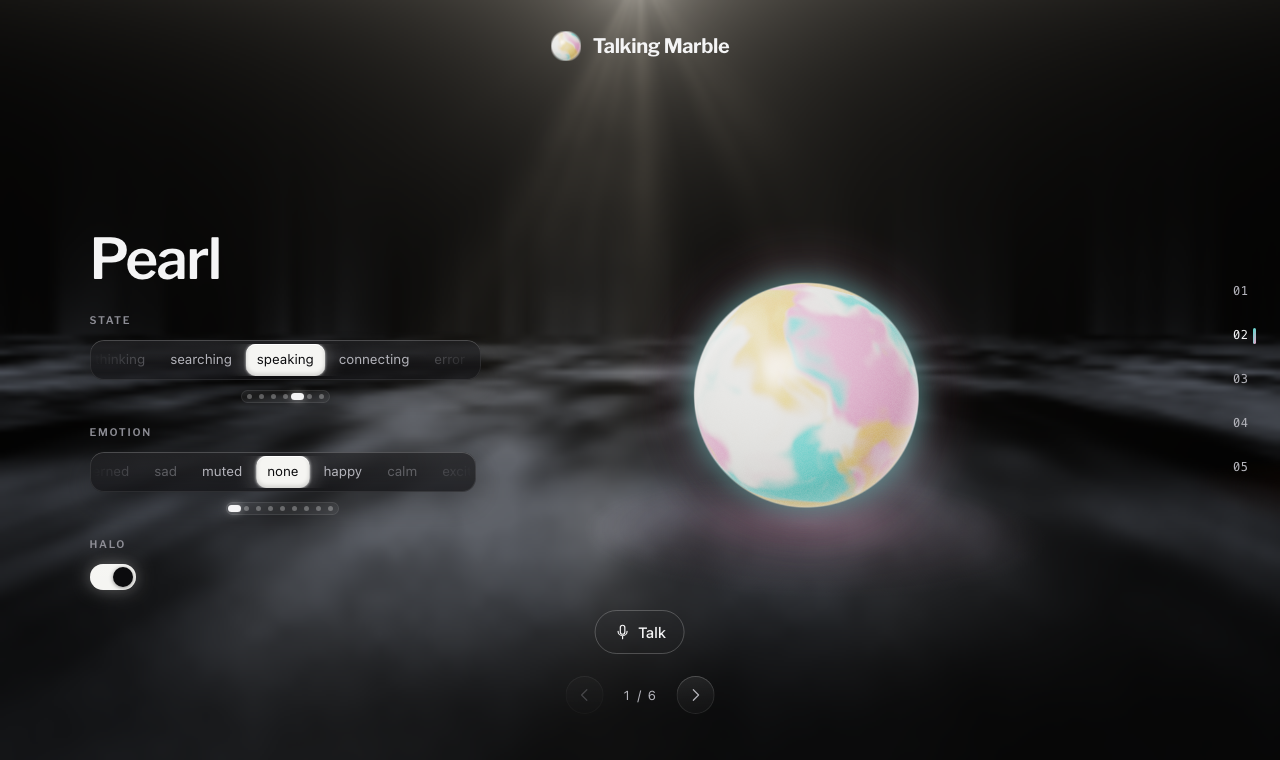 Talking Marble
Pearl
STATE
searching speaking connecting error
EMOTION
sad muted none happy calm
HALO
01
02
03
04
05
Talk
1 / 6